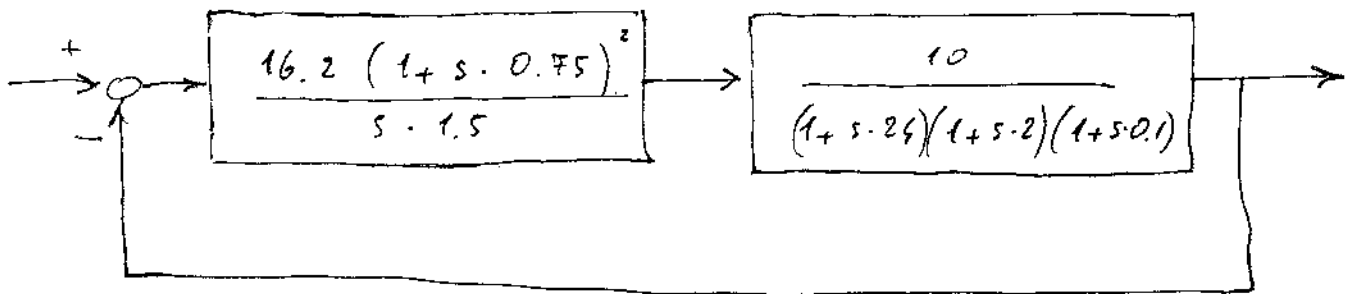 +
16.2 (1+ s. 0.75)²
s. 1.5
10
(1+ s. 24)(1+ s. 2)(1+s.0.1)
−